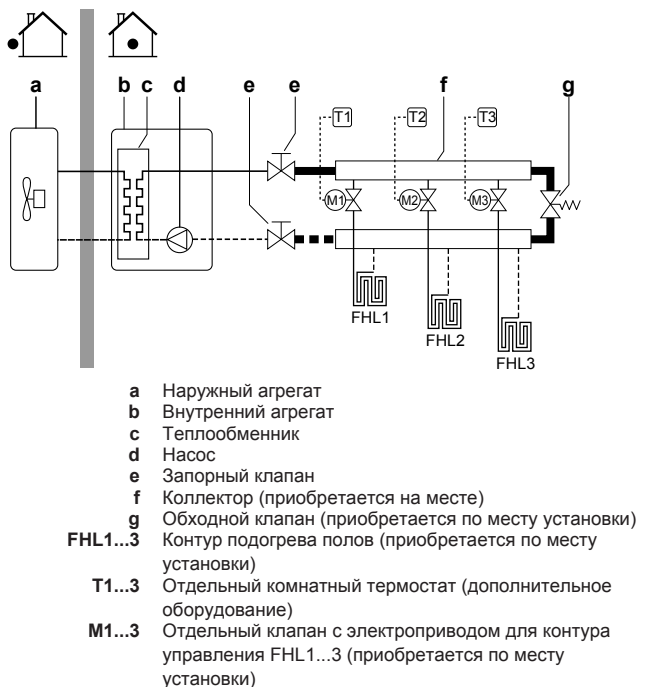 a b c d e e f g
T1 T2 T3
M1 M2 M3
e
FHL1
FHL2
FHL3
a Наружный агрегат
b Внутренний агрегат
c Теплообменник
d Насос
e Запорный клапан
f Коллектор (приобретается на месте)
g Обходной клапан (приобретается по месту установки)
FHL1...3 Контур подогрева полов (приобретается по месту
установки)
T1...3 Отдельный комнатный термостат (дополнительное
оборудование)
M1...3 Отдельный клапан с электроприводом для контура
управления FHL1...3 (приобретается по месту
установки)